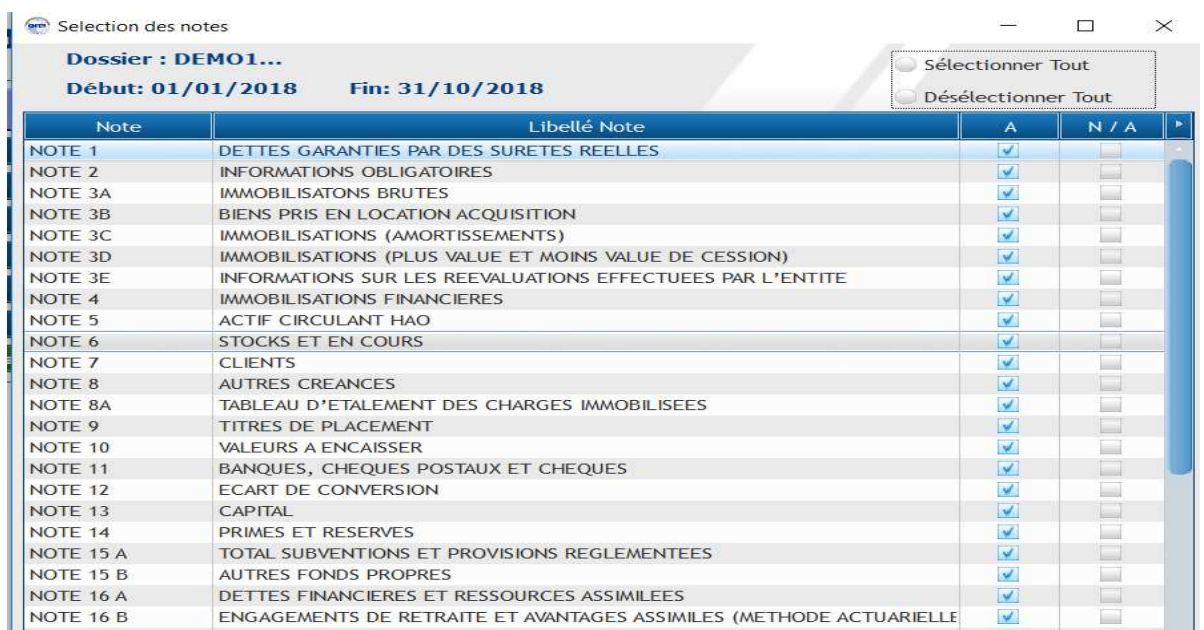 Selection des notes
Dossier : DEMO1...
Sélectionner Tout
Début: 01/01/2018 Fin: 31/10/2018
Désélectionner Tout
Note Libellé Note A N / A
NOTE 1 DETTES GARANTIES PAR DES SURETES REELLES
NOTE 2 INFORMATIONS OBLIGATOIRES
NOTE 3A IMMOBILISATONS BRUTES
NOTE 3B BIENS PRIS EN LOCATION ACQUISITION
NOTE 3C IMMOBILISATIONS (AMORTISSEMENTS)
NOTE 3D IMMOBILISATIONS (PLUS VALUE ET MOINS VALUE DE CESSION)
NOTE 3E INFORMATIONS SUR LES REEVALUATIONS EFFECTUEES PAR L'ENTITE
NOTE 4 IMMOBILISATIONS FINANCIERES
NOTE 5 ACTIF CIRCULANT HAO
NOTE 6 STOCKS ET EN COURS
NOTE 7 CLIENTS
NOTE 8 AUTRES CREANCES
NOTE 8A TABLEAU D'ETALEMENT DES CHARGES IMMOBILISEES
NOTE 9 TITRES DE PLACEMENT
NOTE 10 VALEURS A ENCAISSER
NOTE 11 BANQUES, CHEQUES POSTAUX ET CHEQUES
NOTE 12 ECART DE CONVERSION
NOTE 13 CAPITAL
NOTE 14 PRIMES ET RESERVES
NOTE 15 A TOTAL SUBVENTIONS ET PROVISIONS REGLEMENTEES
NOTE 15 B AUTRES FONDS PROPRES
NOTE 16 A DETTES FINANCIERES ET RESSOURCES ASSIMILEES
NOTE 16 B ENGAGEMENTS DE RETRAITE ET AVANTAGES ASSIMILES (METHODE ACTUARIELLE